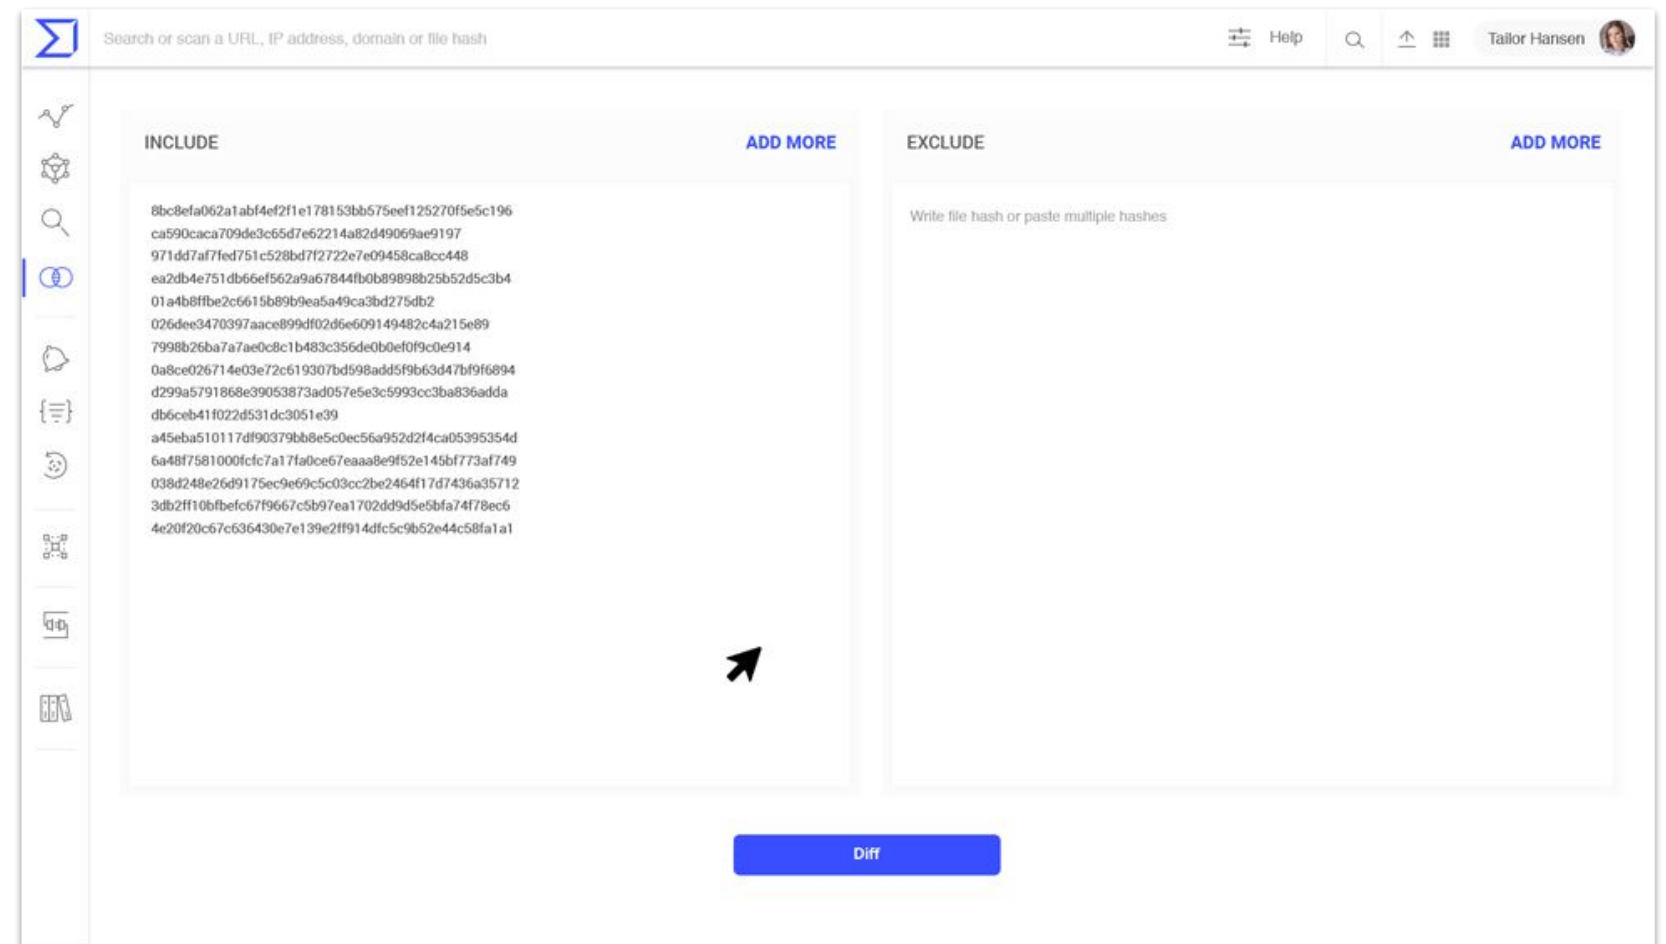 Search or scan a URL, IP address, domain or file hash
Help
Tailor Hansen
INCLUDE
ADD MORE
EXCLUDE
ADD MORE
8bc8efa062a1abf4ef2f1e178153bb575eef125270f5e5c196
ca590caca709de3c65d7e62214a82d49069ae9197
971dd7af7fed751c528bd7f2722e7e09458ca8cc448
ea2db4e751db66ef562a9a67844fb0b89898b25b52d5c3b4
01a4b8ffbe2c6615b89b9ea5a49ca3bd275db2
026dee3470397aace899df02d6e609149482c4a215e89
7998b26ba7a7ae0c8c1b483c356de0b0ef0f9c0e914
0a8ce026714e03e72c619307bd598add5f9b63d47bf9f6894
d299a5791868e39053873ad057e5e3c5993cc3ba836adda
db6ceb41f022d531dc3051e39
a45eba510117df90379bb8e5c0ec56a952d2f4ca05395354d
6a48f7581000fcfc7a17fa0ce67eaaa8e9f52e145bf773af749
038d248e26d9175ec9e69c5c03cc2be2464f17d7436a35712
3db2ff10bfbefc67f9667c5b97ea1702dd9d5e5bfa74f78ec6
4e20f20c67c636430e7e139e2ff914dfc5c9b52e44c58fa1a1
Write file hash or paste multiple hashes
Diff